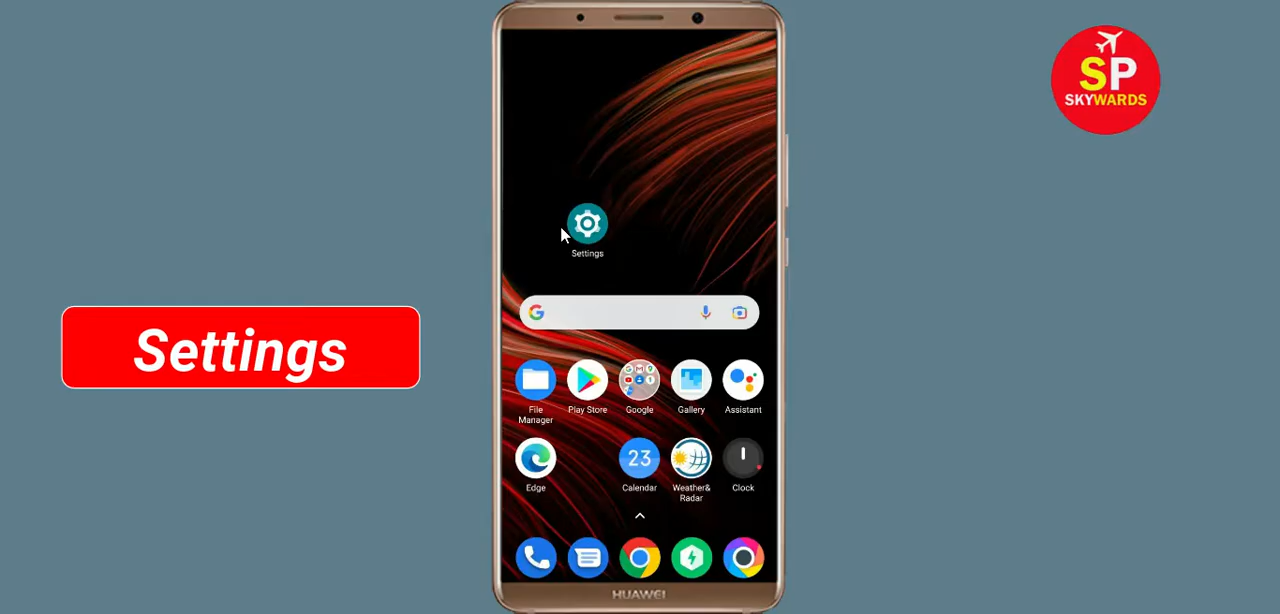 SP
SKYWARDS
Settings
Settings
File
Manager
Play Store
Google
Gallery
Assistant
Edge
23
Calendar
Weather&
Radar
Clock
HUAWEI